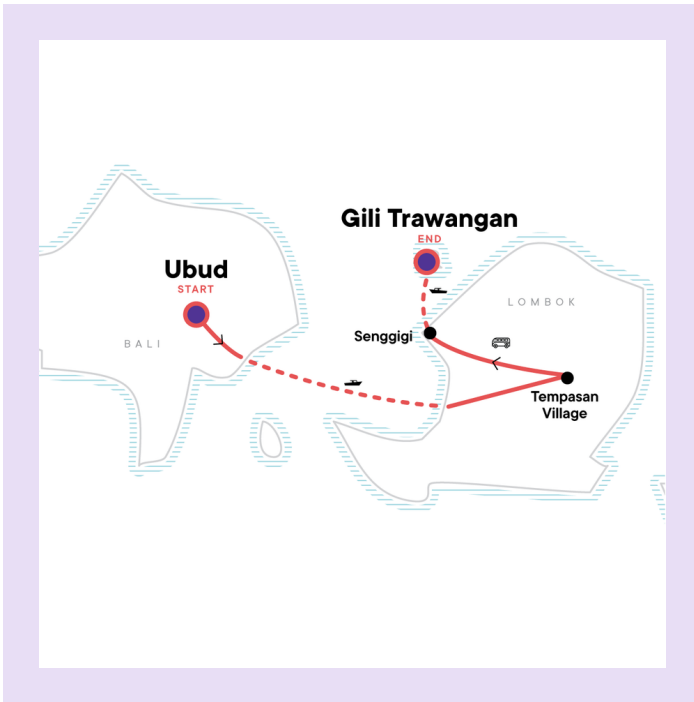 Gili Trawangan
END
Ubud
START
LOMBOK
Senggigi
BALI
Tempasan
Village